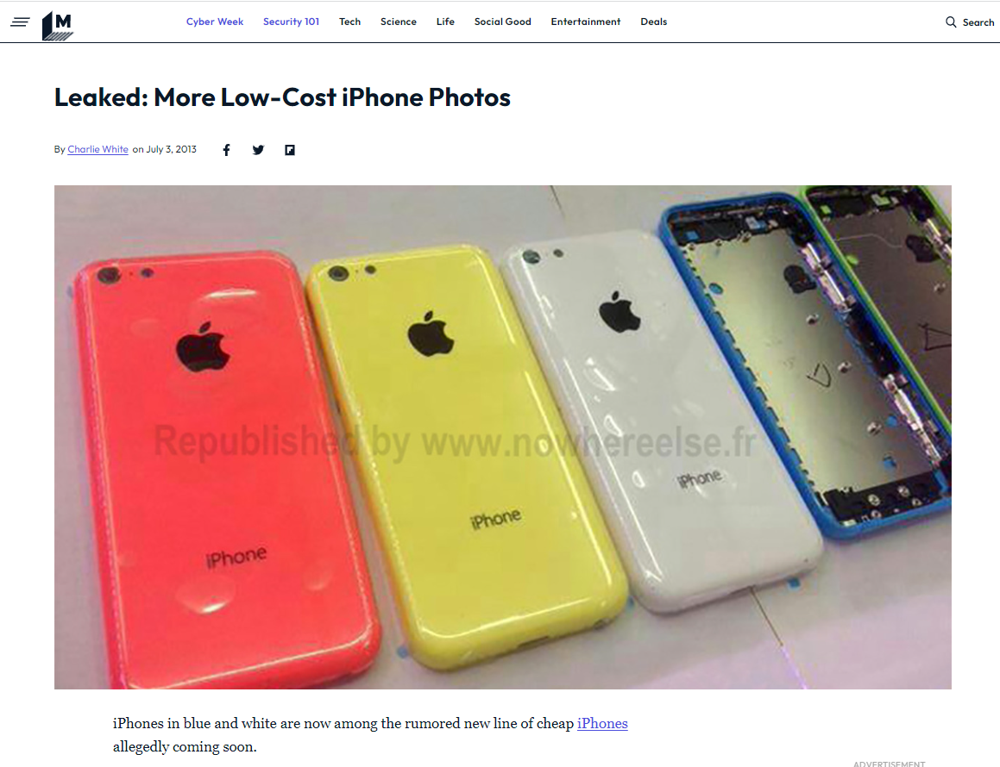 M
Cyber Week Security 101 Tech Science Life Social Good Entertainment Deals
Search
Leaked: More Low-Cost iPhone Photos
By Charlie White on July 3, 2013
Republished by www.nowhereelse.fr
iPhone
iPhone
iPhone
iPhones in blue and white are now among the rumored new line of cheap iPhones
allegedly coming soon.
ADVERTISEMENT